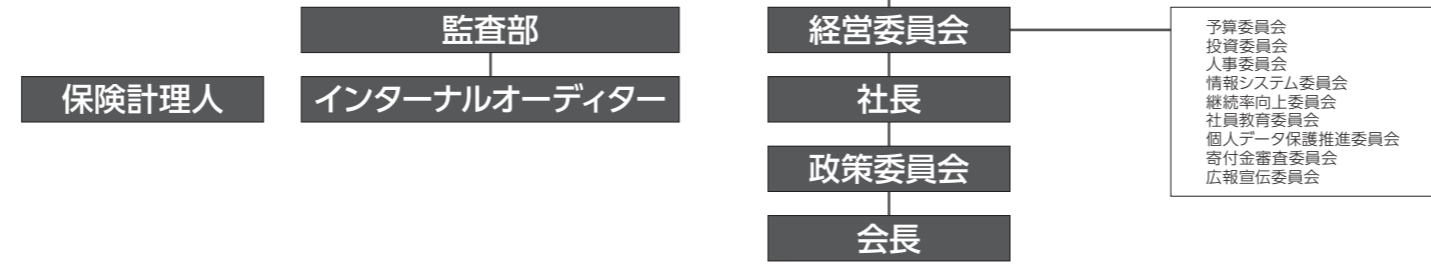 監査部
経営委員会
保険計理人
インターナルオーディター
社長
政策委員会
会長
予算委員会
投資委員会
人事委員会
情報システム委員会
継続率向上委員会
社員教育委員会
個人データ保護推進委員会
寄付金審査委員会
広報宣伝委員会